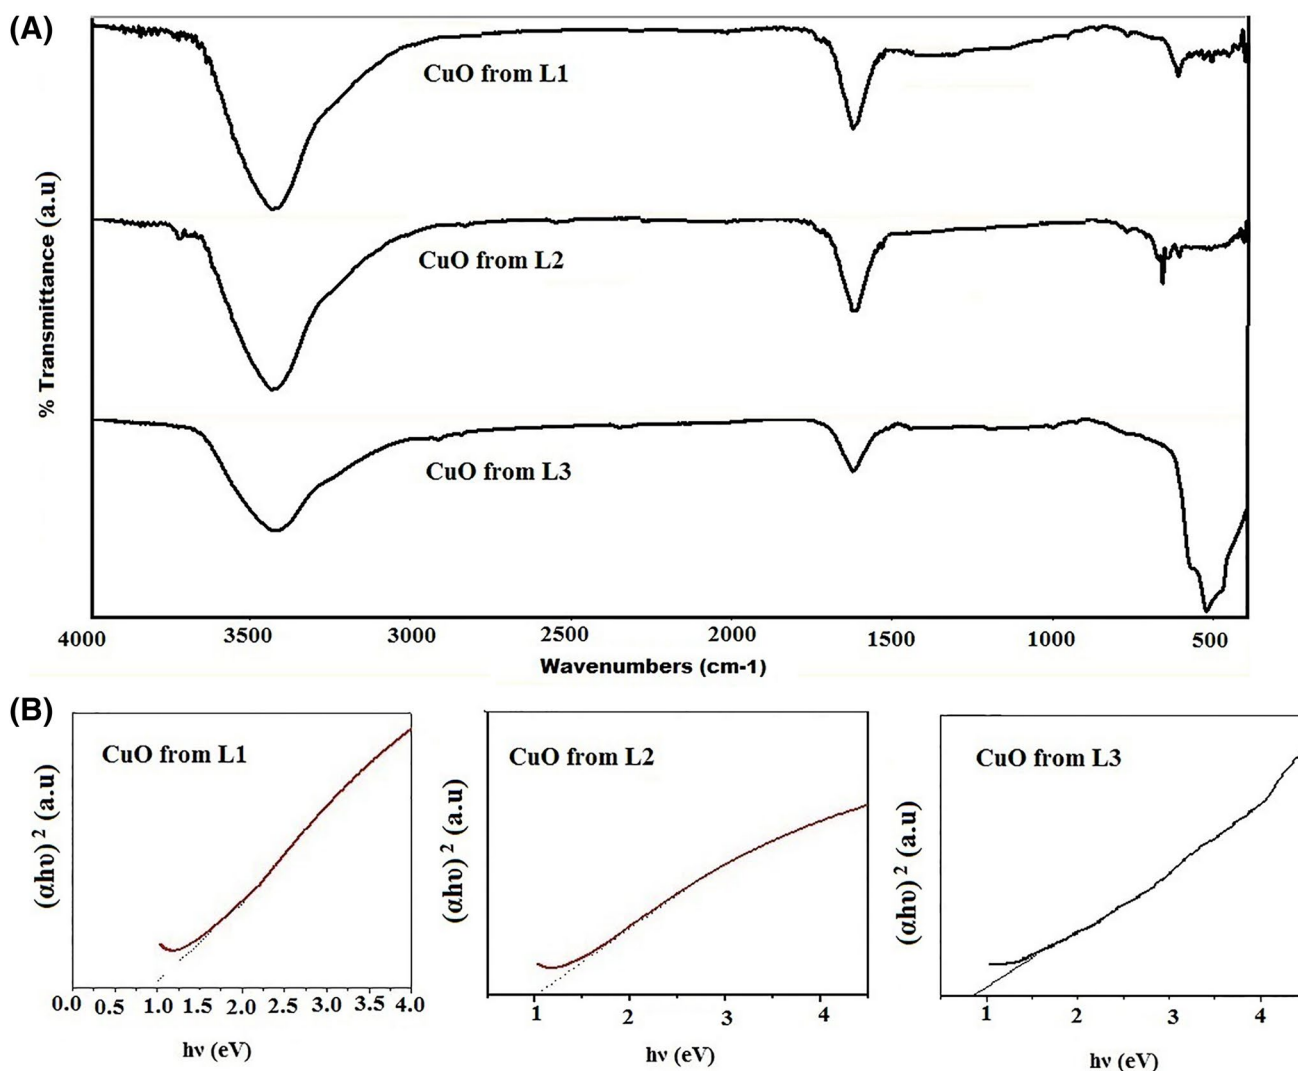 (A)
CuO from L1
CuO from L2
CuO from L3
% Transmittance (a.u)
4000 3500 3000 2500 2000 1500 1000 500
Wavenumbers (cm-1)
(B)
CuO from L1
(αhυ) 2 (a.u)
0.0 0.5 1.0 1.5 2.0 2.5 3.0 3.5 4.0
hν (eV)
CuO from L2
(αhυ) 2 (a.u)
1 2 3 4
hν (eV)
CuO from L3
(αhυ) 2 (a.u)
1 2 3 4
hν (eV)